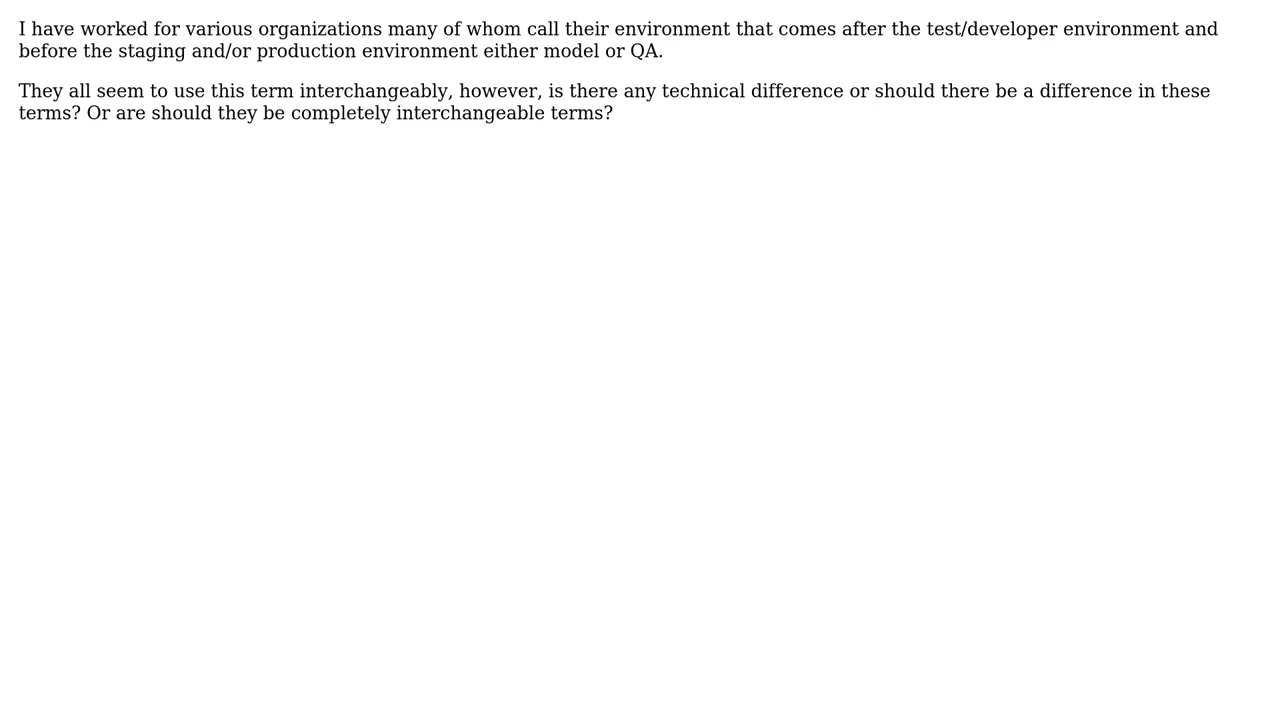 I have worked for various organizations many of whom call their environment that comes after the test/developer environment and
before the staging and/or production environment either model or QA.
They all seem to use this term interchangeably, however, is there any technical difference or should there be a difference in these
terms? Or are should they be completely interchangeable terms?